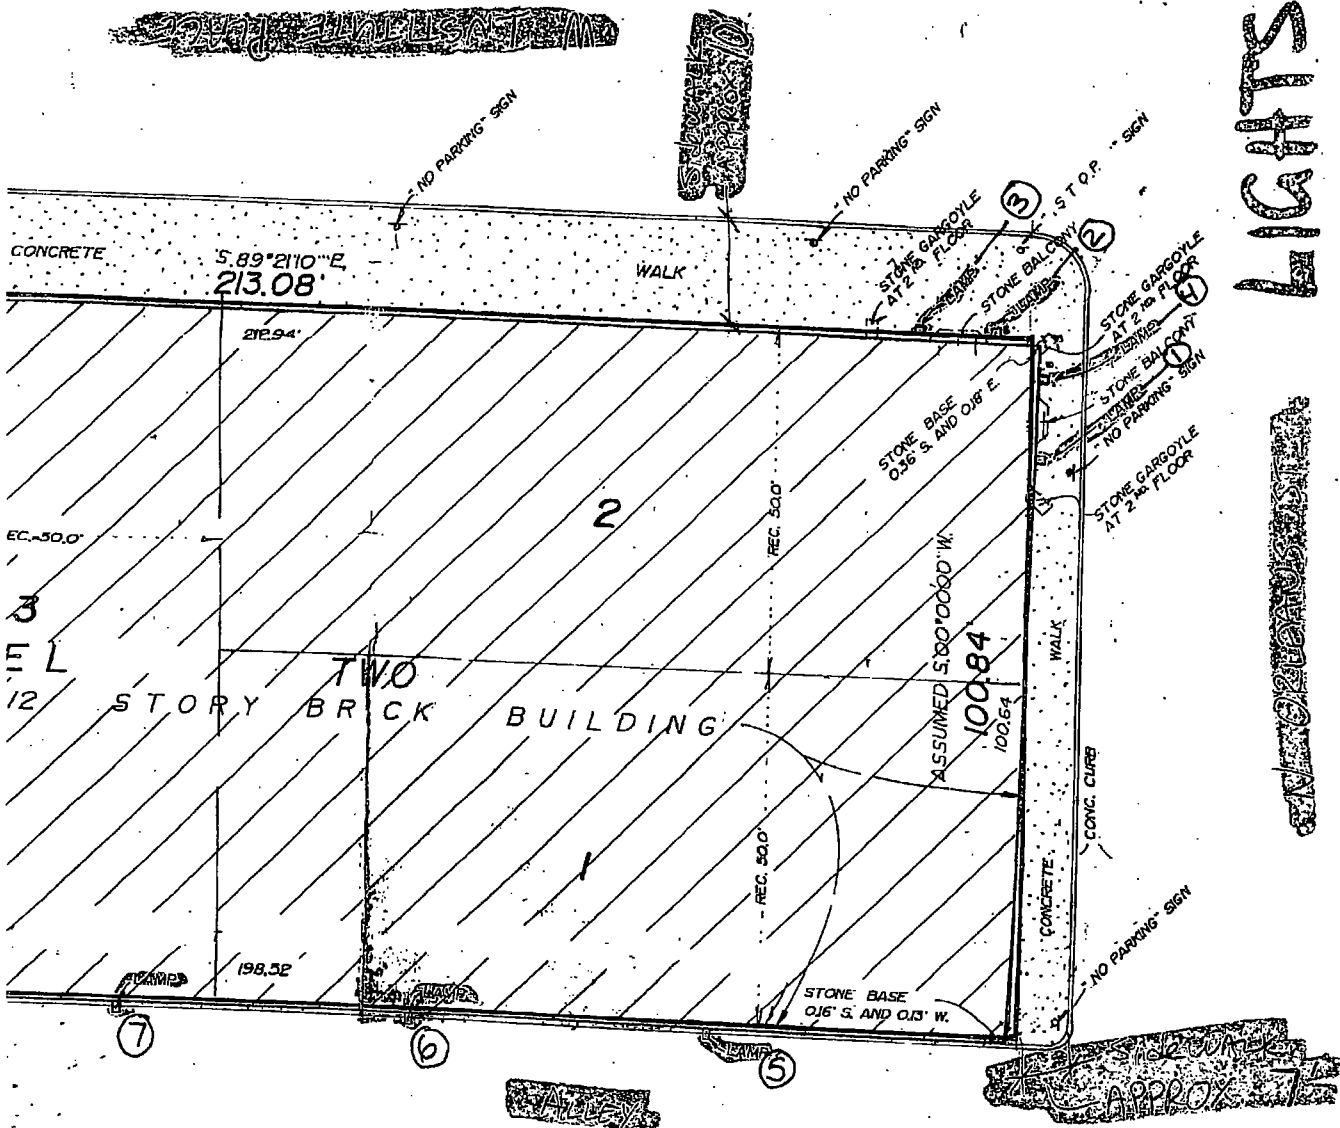 LIGHTS
SIDEWALK
APPROX 10'
"NO PARKING" SIGN
"NO PARKING" SIGN
"STOP" SIGN
CONCRETE
S.89°21'10"E.
213.08'
WALK
212.94'
STONE GARGOYLE
AT 2ND. FLOOR
3
"LAMP"
STONE BALCONY
2
"LAMP"
STONE GARGOYLE
AT 2ND. FLOOR
4
"LAMP"
STONE BALCONY
1
"LAMP"
"NO PARKING" SIGN
STONE GARGOYLE
AT 2ND. FLOOR
STONE BASE
0.36' S. AND 0.18' E.
2
REC. 50.0'
EC.=50.0'
3
EL
12
TWO
STORY BRICK BUILDING
ASSUMED S.00°00'00"W.
100.84'
100.64
WALK
CONC. CURB
CONCRETE
1
REC. 50.0'
198.52
STONE BASE
0.16' S. AND 0.13' W.
"NO PARKING" SIGN
LAMP
7
LAMP
6
LAMP
5
ALLEY
SIDEWALK
APPROX 7'